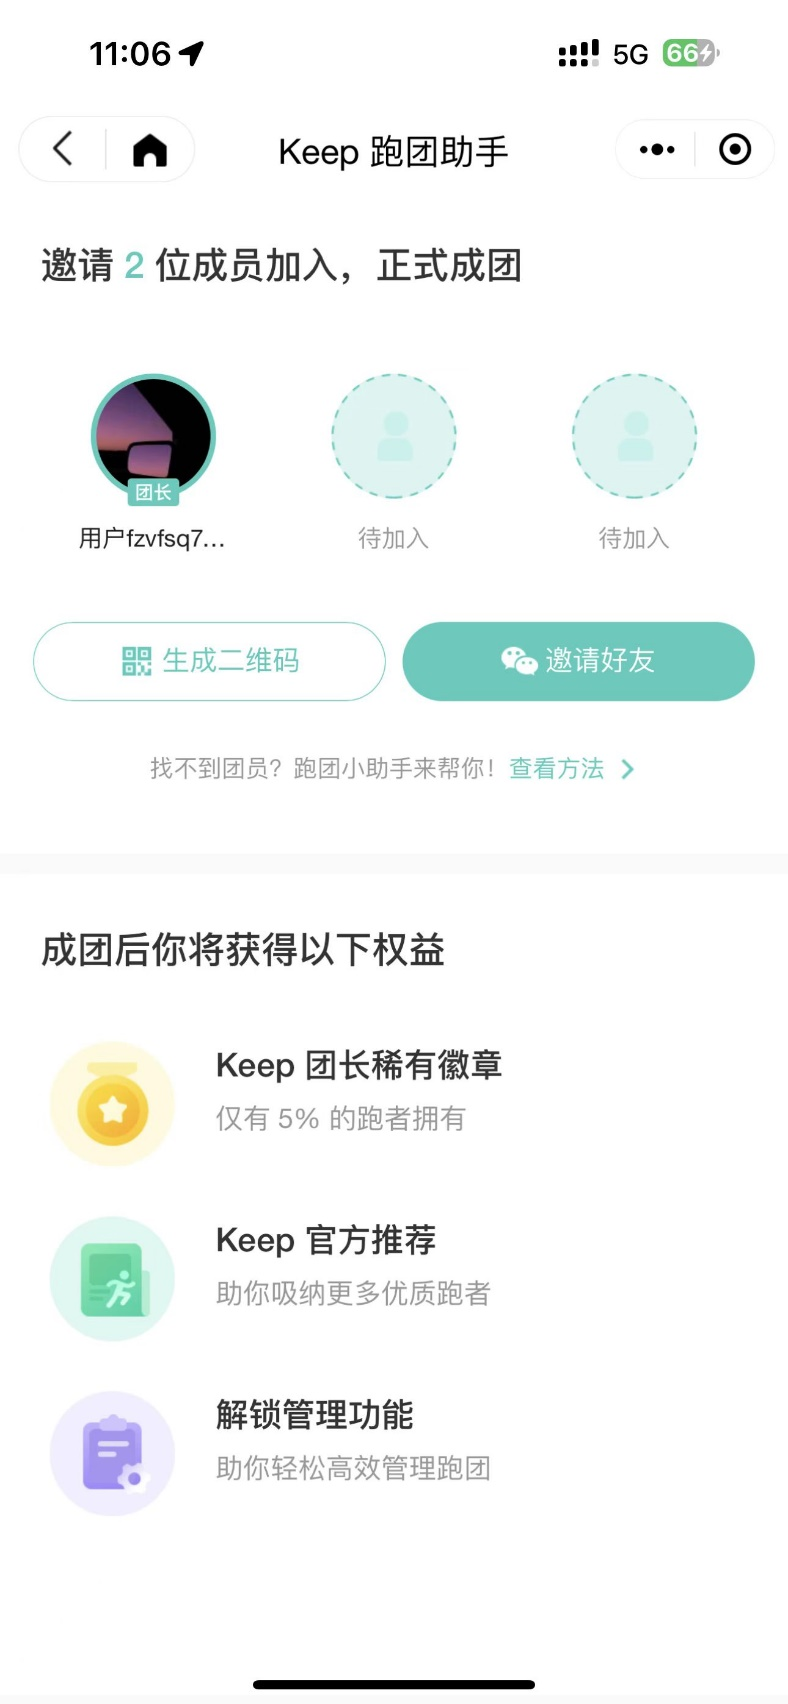 11:06
5G 66
Keep 跑团助手
邀请 2 位成员加入，正式成团
团长
用户fzvfsq7...
待加入
待加入
生成二维码
邀请好友
找不到团员？跑团小助手来帮你！查看方法
成团后你将获得以下权益
Keep 团长稀有徽章
仅有 5% 的跑者拥有
Keep 官方推荐
助你吸纳更多优质跑者
解锁管理功能
助你轻松高效管理跑团